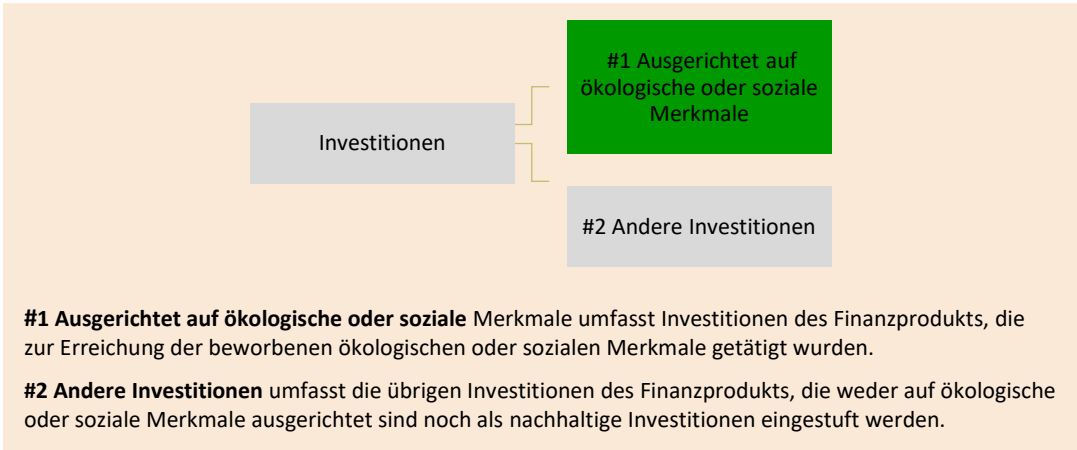 #1 Ausgerichtet auf
ökologische oder soziale
Merkmale
Investitionen
#2 Andere Investitionen
#1 Ausgerichtet auf ökologische oder soziale Merkmale umfasst Investitionen des Finanzprodukts, die
zur Erreichung der beworbenen ökologischen oder sozialen Merkmale getätigt wurden.
#2 Andere Investitionen umfasst die übrigen Investitionen des Finanzprodukts, die weder auf ökologische
oder soziale Merkmale ausgerichtet sind noch als nachhaltige Investitionen eingestuft werden.